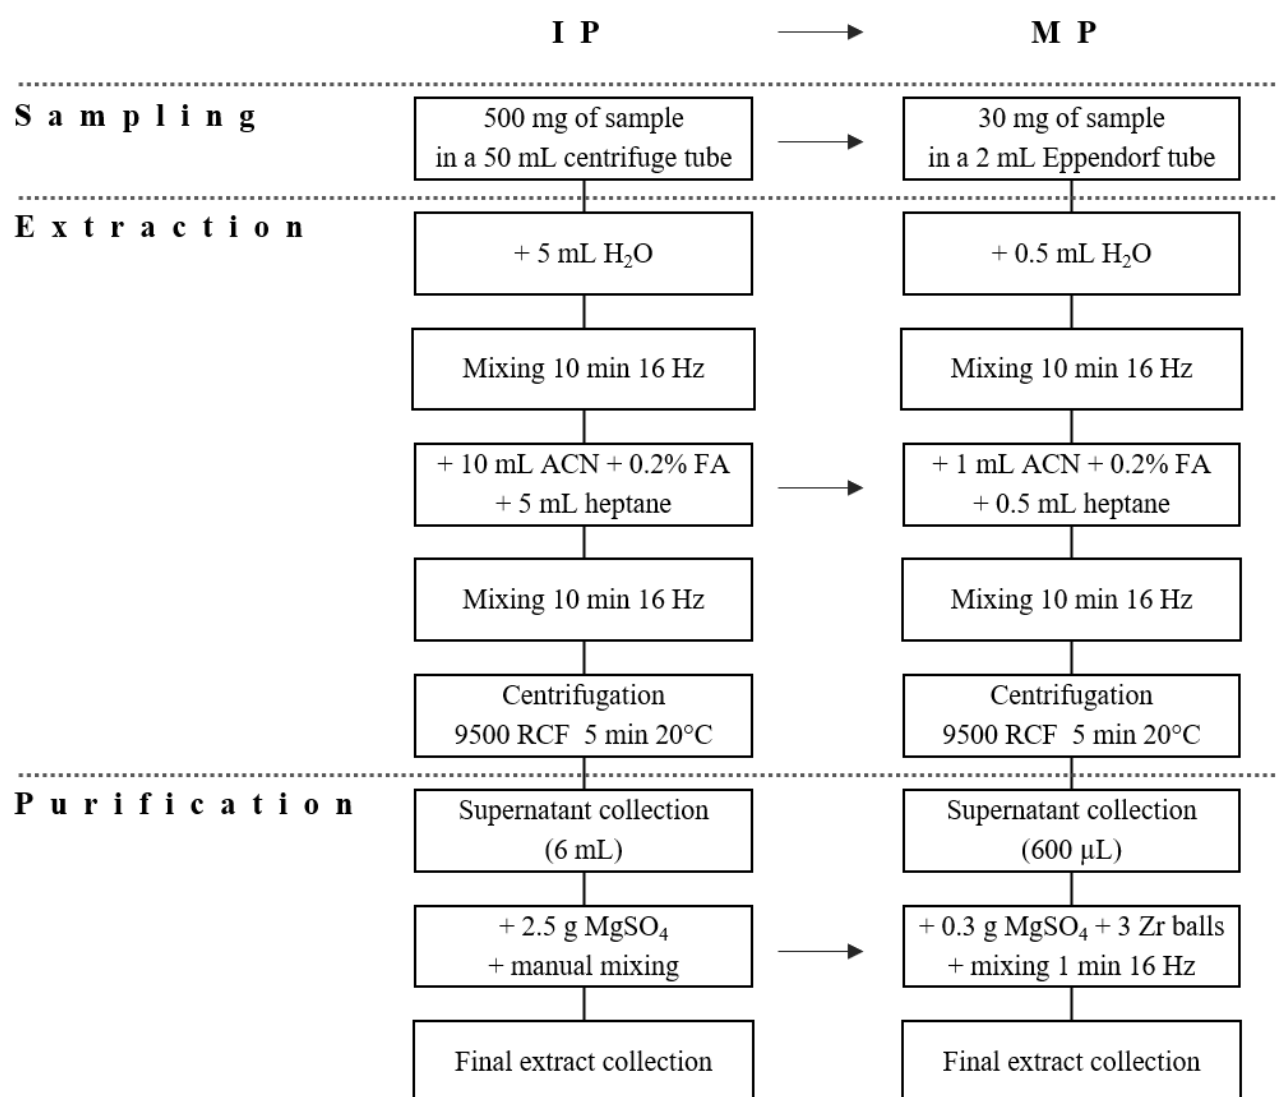 I P
M P
Sampling
500 mg of sample
in a 50 mL centrifuge tube
30 mg of sample
in a 2 mL Eppendorf tube
Extraction
+ 5 mL H₂O
+ 0.5 mL H₂O
Mixing 10 min 16 Hz
Mixing 10 min 16 Hz
+ 10 mL ACN + 0.2% FA
+ 5 mL heptane
+ 1 mL ACN + 0.2% FA
+ 0.5 mL heptane
Mixing 10 min 16 Hz
Mixing 10 min 16 Hz
Centrifugation
9500 RCF 5 min 20°C
Centrifugation
9500 RCF 5 min 20°C
Purification
Supernatant collection
(6 mL)
Supernatant collection
(600 µL)
+ 2.5 g MgSO₄
+ manual mixing
+ 0.3 g MgSO₄ + 3 Zr balls
+ mixing 1 min 16 Hz
Final extract collection
Final extract collection